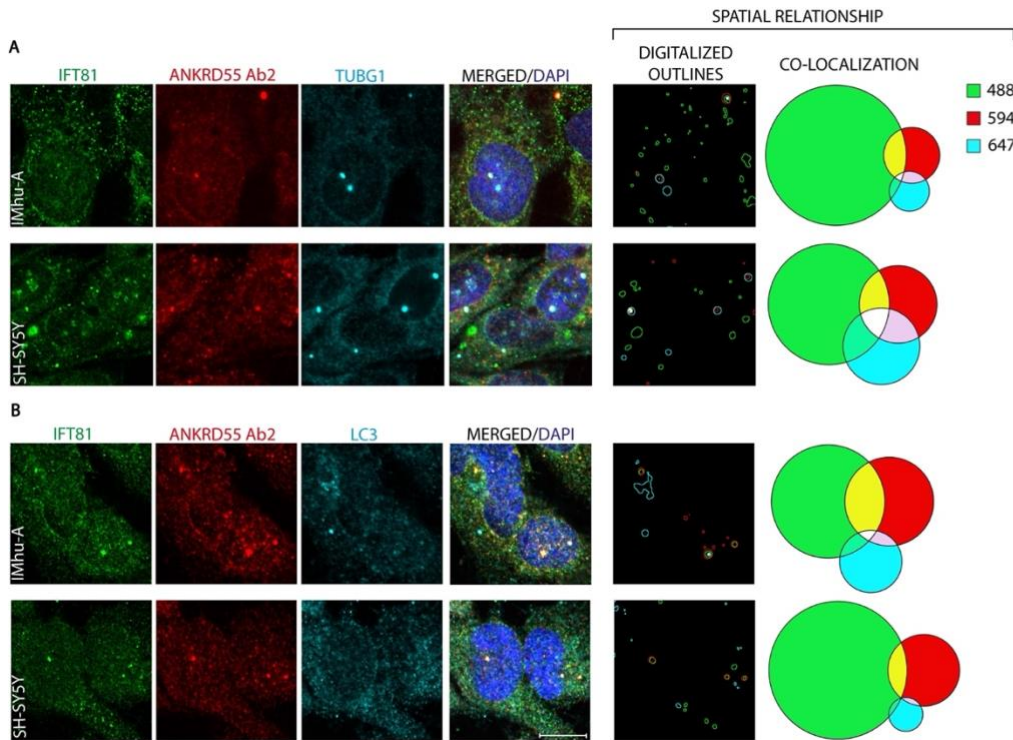 SPATIAL RELATIONSHIP
A
IFT81 ANKRD55 Ab2 TUBG1 MERGED/DAPI
DIGITALIZED
OUTLINES
CO-LOCALIZATION
488
594
647
IMhu-A
SH-SY5Y
B
IFT81 ANKRD55 Ab2 LC3 MERGED/DAPI
IMhu-A
SH-SY5Y